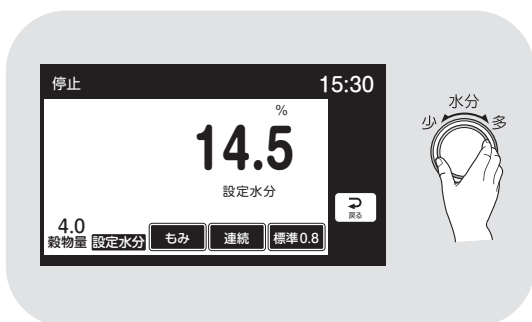 停止 15:30
%
14.5
設定水分
戻る
4.0
穀物量 設定水分 もみ 連続 標準0.8
水分
少 多